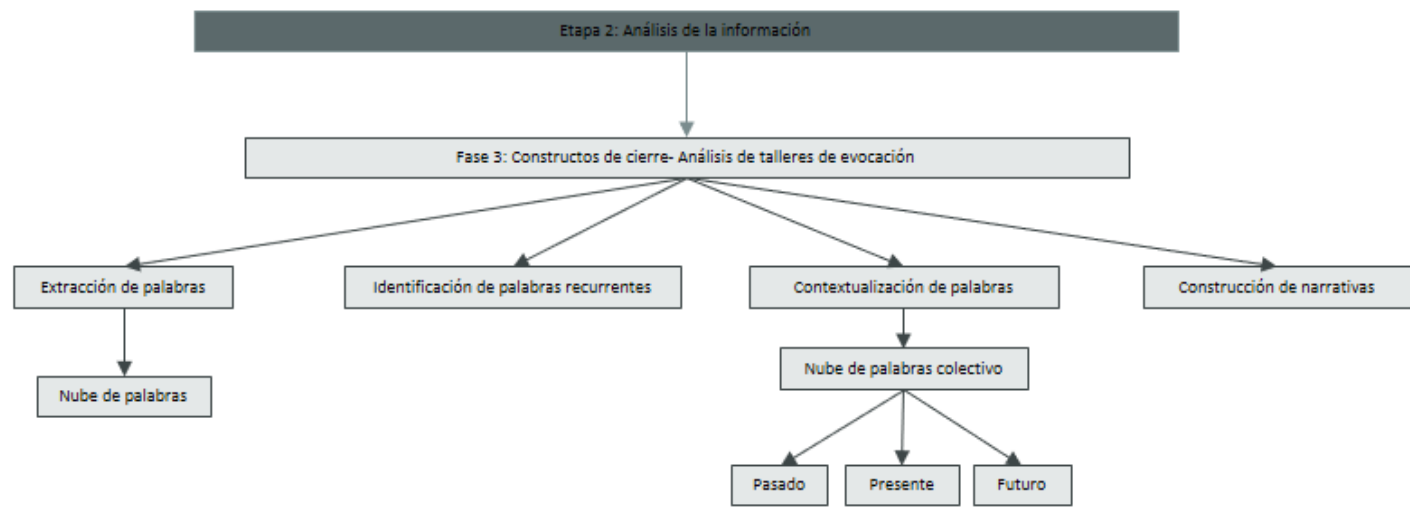 Etapa 2: Análisis de la información
Fase 3: Constructos de cierre- Análisis de talleres de evocación
Extracción de palabras
Identificación de palabras recurrentes
Contextualización de palabras
Construcción de narrativas
Nube de palabras colectivo
Nube de palabras
Pasado
Presente
Futuro